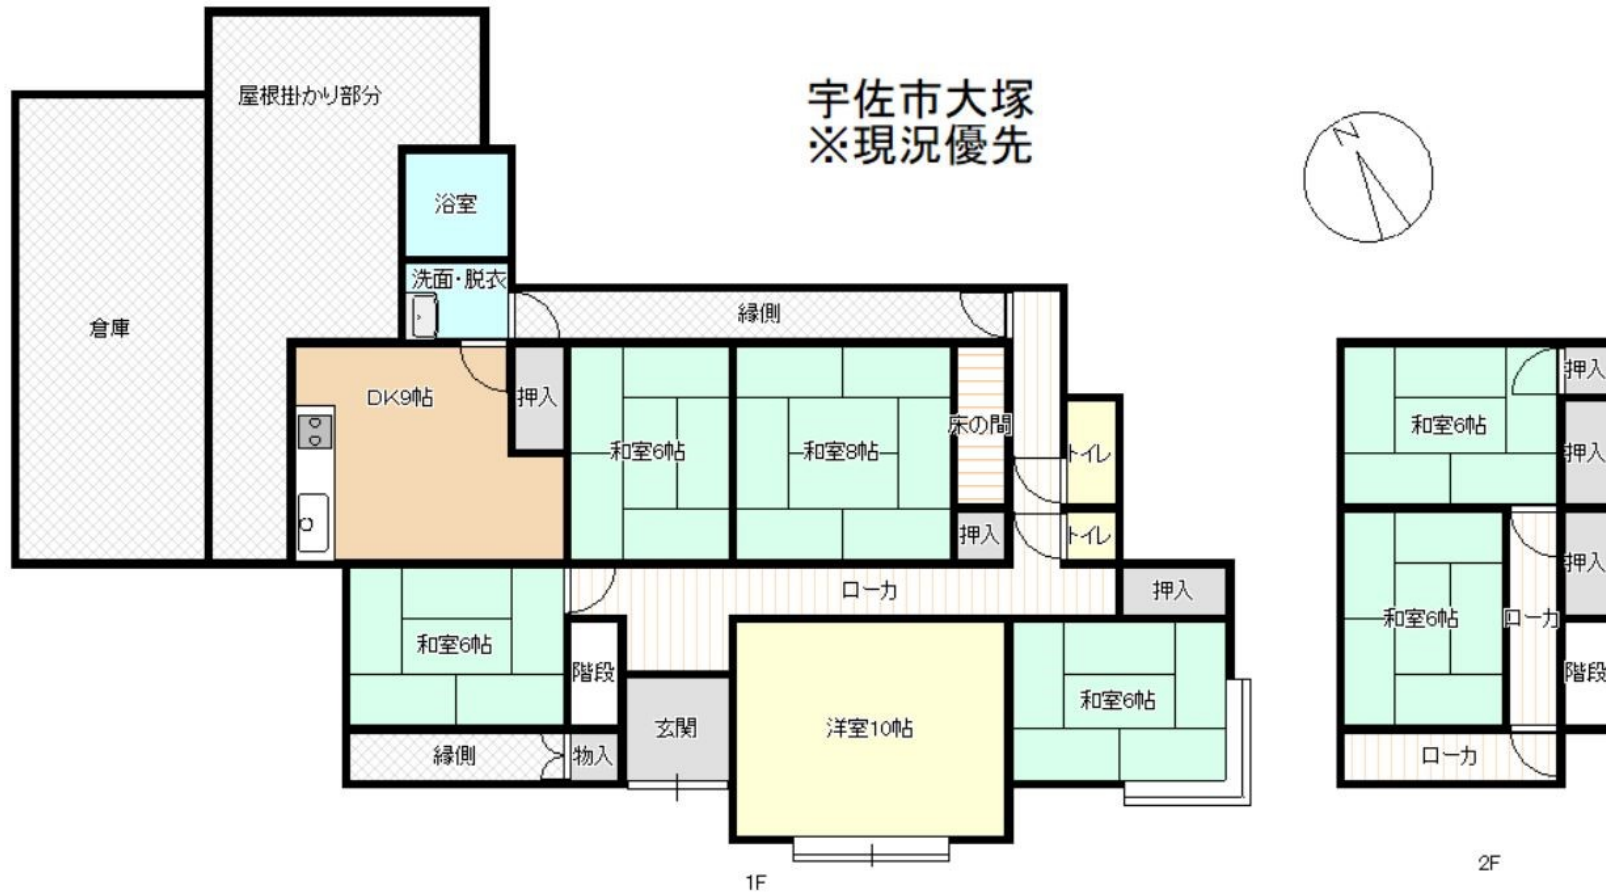 宇佐市大塚
※現況優先
N
屋根掛かり部分
浴室
洗面・脱衣
倉庫
縁側
DK9帖
押入
和室6帖
和室8帖
床の間
トイレ
押入
トイレ
ローカ
押入
和室6帖
階段
和室6帖
玄関
洋室10帖
縁側
物入
1F
押入
和室6帖
押入
押入
和室6帖
ローカ
階段
ローカ
2F